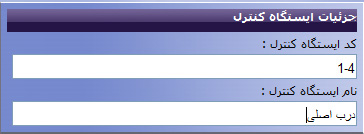 جزئیات ایستگاه کنترل
کد ایستگاه کنترل :
1-4
نام ایستگاه کنترل :
درب اصلی